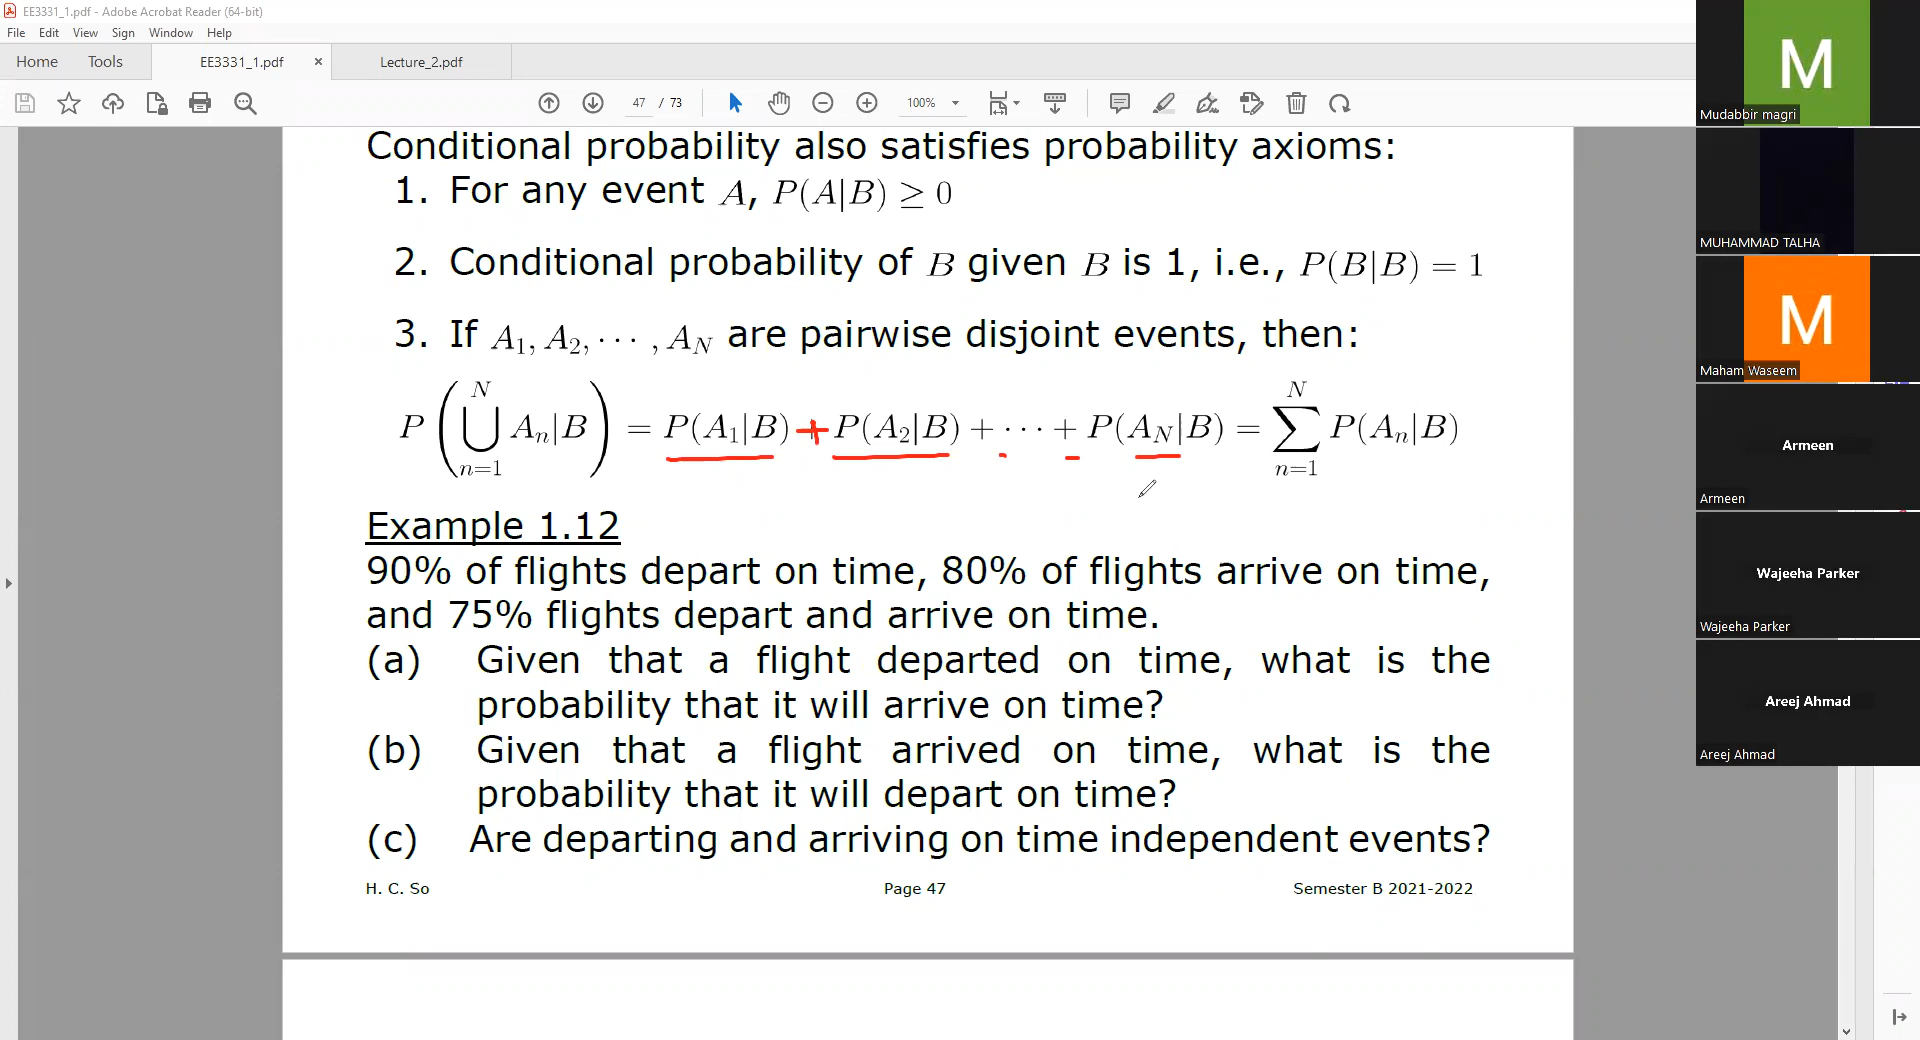 EE3331_1.pdf - Adobe Acrobat Reader (64-bit)
File Edit View Sign Window Help
Home Tools EE3331_1.pdf × Lecture_2.pdf
47 / 73 100%
Conditional probability also satisfies probability axioms:
1. For any event A, P(A|B) ≥ 0
2. Conditional probability of B given B is 1, i.e., P(B|B) = 1
3. If A₁, A₂, ⋯ , A_N are pairwise disjoint events, then:
P(⋃_{n=1}^{N} Aₙ|B) = P(A₁|B) + P(A₂|B) + ⋯ + P(A_N|B) = ∑_{n=1}^{N} P(Aₙ|B)
Example 1.12
90% of flights depart on time, 80% of flights arrive on time,
and 75% flights depart and arrive on time.
(a) Given that a flight departed on time, what is the
probability that it will arrive on time?
(b) Given that a flight arrived on time, what is the
probability that it will depart on time?
(c) Are departing and arriving on time independent events?
H. C. So Page 47 Semester B 2021-2022
M
Mudabbir magri
MUHAMMAD TALHA
M
Maham Waseem
Armeen
Armeen
Wajeeha Parker
Wajeeha Parker
Areej Ahmad
Areej Ahmad